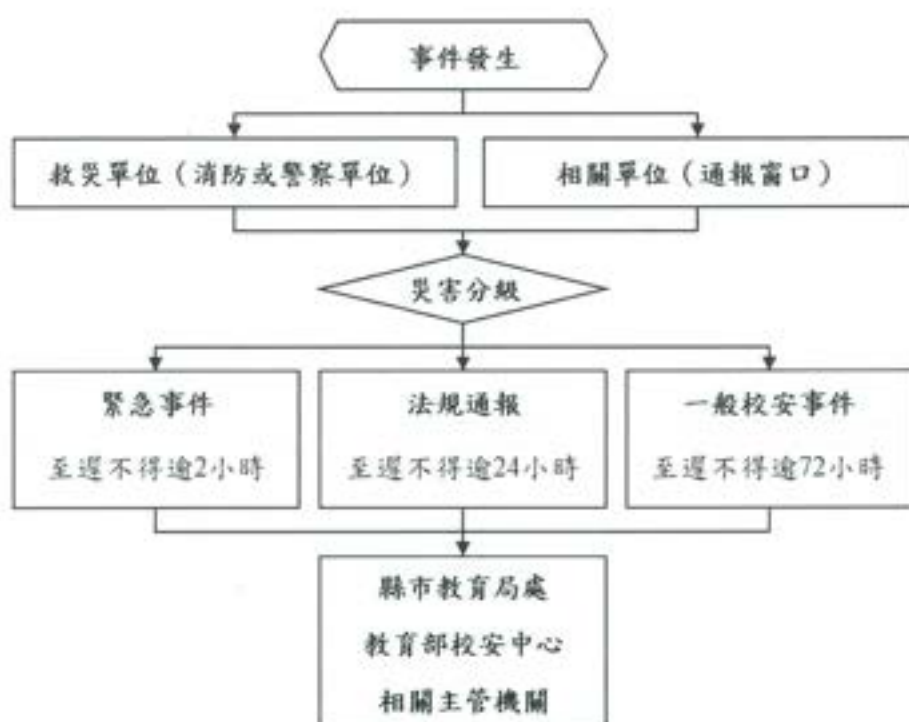 事件發生
救災單位（消防或警察單位）
相關單位（通報窗口）
災害分級
緊急事件
至遲不得逾2小時
法規通報
至遲不得逾24小時
一般校安事件
至遲不得逾72小時
縣市教育局處
教育部校安中心
相關主管機關